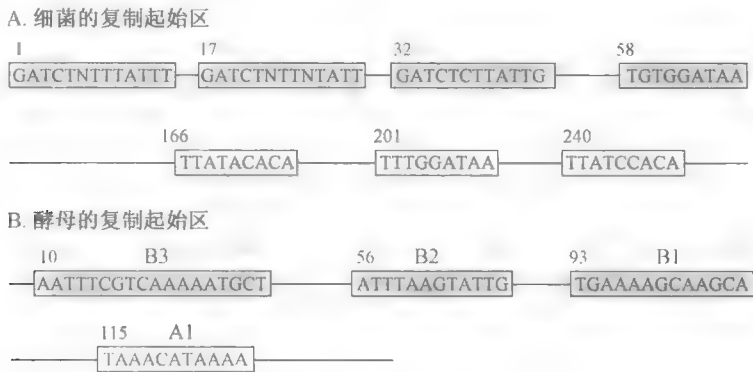 A. 细菌的复制起始区
1 17 32 58
GATCTNTTTATTT GATCTNTTNTATT GATCTCTTATTG TGTGGATAA
166 201 240
TTATACACA TTTGGATAA TTATCCACA
B. 酵母的复制起始区
10 B3 56 B2 93 B1
AATTTCGTCAAAAATGCT ATTTAAGTATTG TGAAAAGCAAGCA
115 A1
TAAACATAAAA